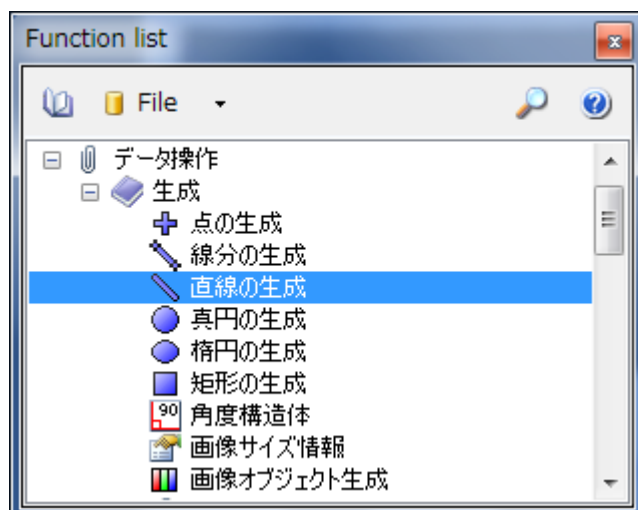 Function list
File
データ操作
生成
点の生成
線分の生成
直線の生成
真円の生成
楕円の生成
矩形の生成
90 角度構造体
画像サイズ情報
画像オブジェクト生成